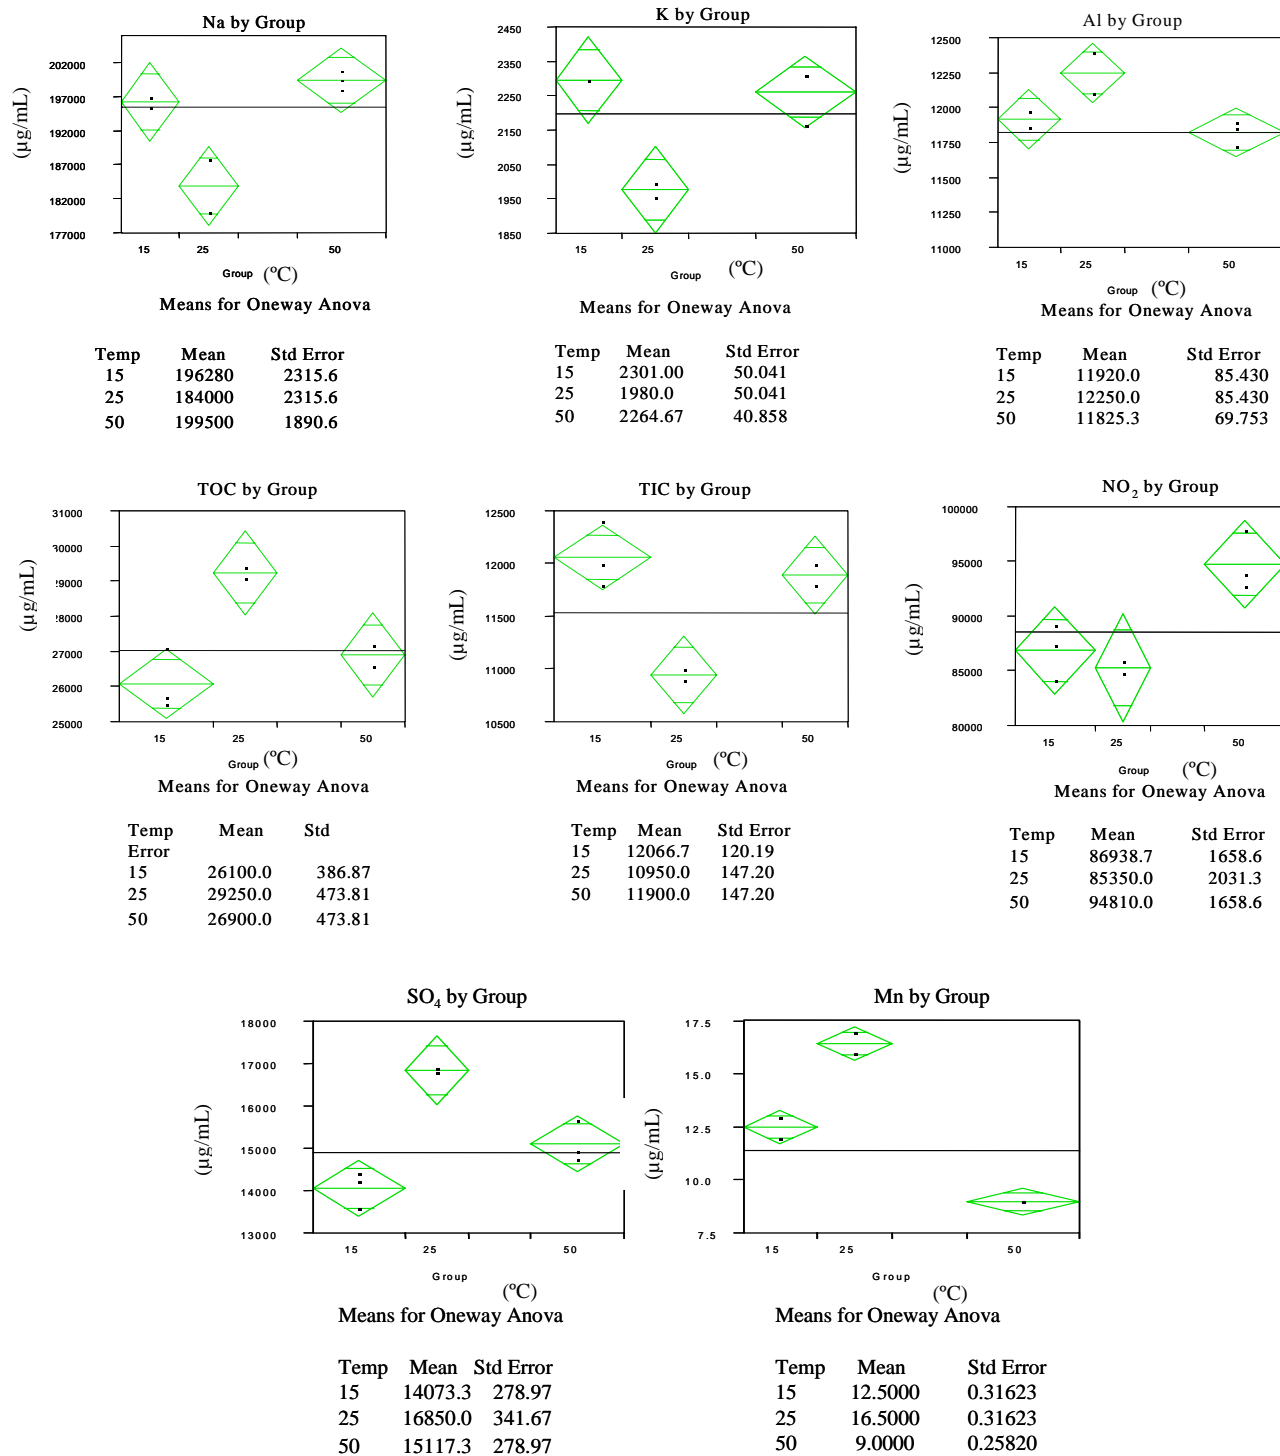 Na by Group
(µg/mL)
202000
197000
192000
187000
182000
177000
15 25 50
Group (ºC)
Means for Oneway Anova
Temp Mean Std Error
15 196280 2315.6
25 184000 2315.6
50 199500 1890.6
K by Group
(µg/mL)
2450
2350
2250
2150
2050
1950
1850
15 25 50
Group (ºC)
Means for Oneway Anova
Temp Mean Std Error
15 2301.00 50.041
25 1980.0 50.041
50 2264.67 40.858
Al by Group
(µg/mL)
12500
12250
12000
11750
11500
11250
11000
15 25 50
Group (ºC)
Means for Oneway Anova
Temp Mean Std Error
15 11920.0 85.430
25 12250.0 85.430
50 11825.3 69.753
TOC by Group
(µg/mL)
31000
30000
19000
28000
27000
26000
25000
15 25 50
Group (ºC)
Means for Oneway Anova
Temp Mean Std
Error
15 26100.0 386.87
25 29250.0 473.81
50 26900.0 473.81
TIC by Group
(µg/mL)
12500
12000
11500
11000
10500
15 25 50
Group (ºC)
Means for Oneway Anova
Temp Mean Std Error
15 12066.7 120.19
25 10950.0 147.20
50 11900.0 147.20
NO₂ by Group
(µg/mL)
100000
95000
90000
85000
80000
15 25 50
Group (ºC)
Means for Oneway Anova
Temp Mean Std Error
15 86938.7 1658.6
25 85350.0 2031.3
50 94810.0 1658.6
SO₄ by Group
(µg/mL)
18000
17000
16000
15000
14000
13000
15 25 50
Group
(ºC)
Means for Oneway Anova
Temp Mean Std Error
15 14073.3 278.97
25 16850.0 341.67
50 15117.3 278.97
Mn by Group
(µg/mL)
17.5
15.0
12.5
10.0
7.5
15 25 50
Group
(ºC)
Means for Oneway Anova
Temp Mean Std Error
15 12.5000 0.31623
25 16.5000 0.31623
50 9.0000 0.25820